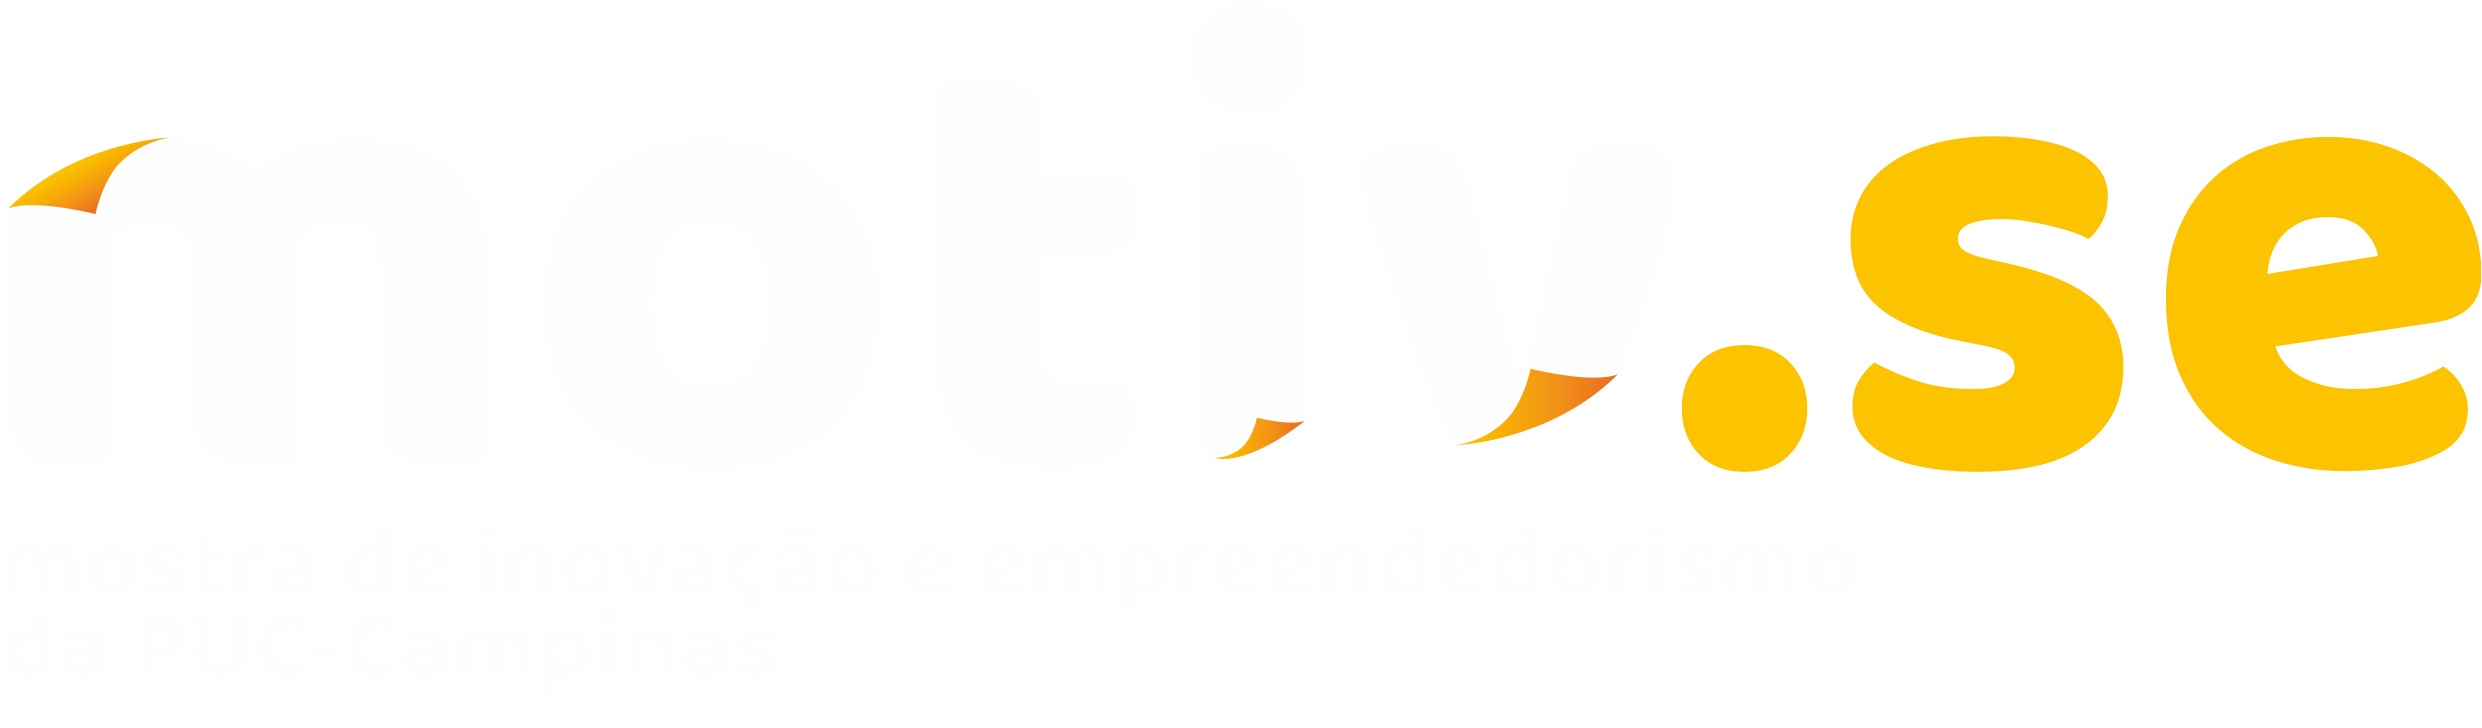 motiv.se
mostra de inovação e empreendedorismo
da PUC-Campinas